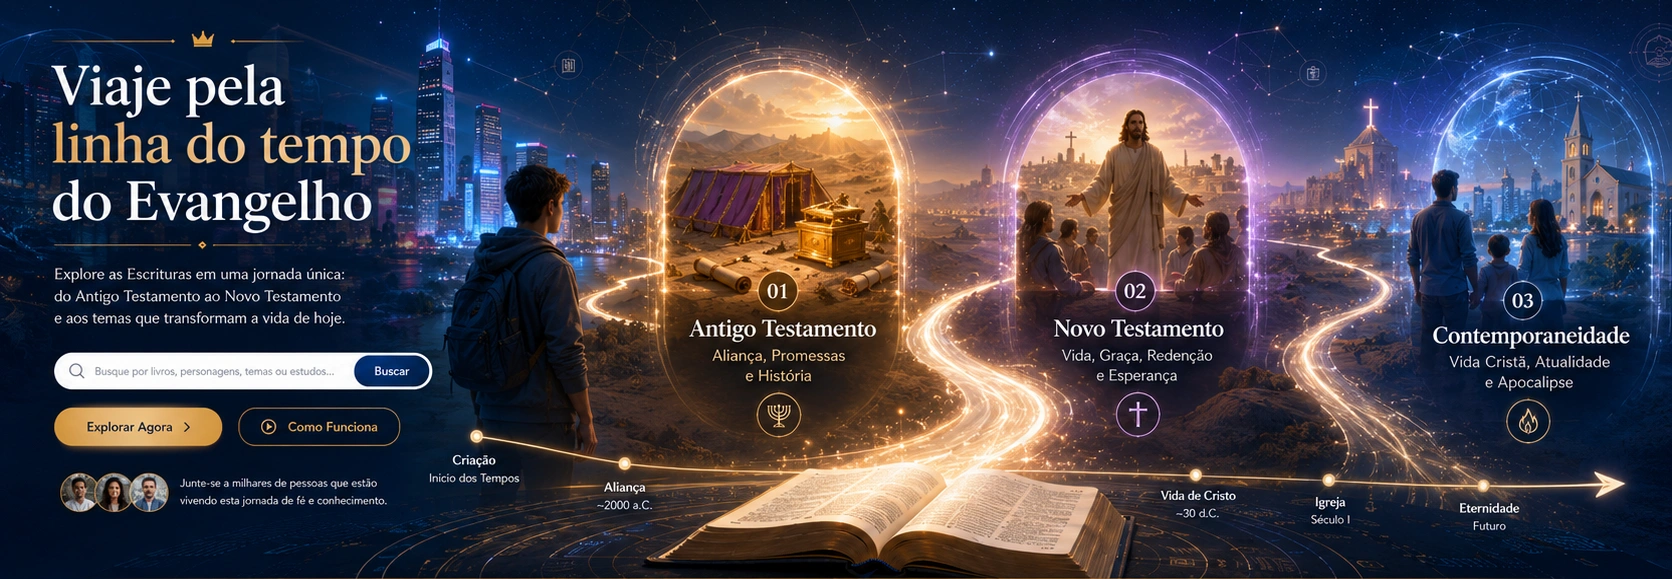 Viaje pela
linha do tempo
do Evangelho
Explore as Escrituras em uma jornada única:
do Antigo Testamento ao Novo Testamento
e aos temas que transformam a vida de hoje.
Busque por livros, personagens, temas ou estudos...
Buscar
Explorar Agora
Como Funciona
Junte-se a milhares de pessoas que estão
vivendo esta jornada de fé e conhecimento.
01
Antigo Testamento
Aliança, Promessas
e História
02
Novo Testamento
Vida, Graça, Redenção
e Esperança
03
Contemporaneidade
Vida Cristã, Atualidade
e Apocalipse
Criação
Inicio dos Tempos
Aliança
~2000 a.C.
Vida de Cristo
~30 d.C.
Igreja
Século I
Eternidade
Futuro